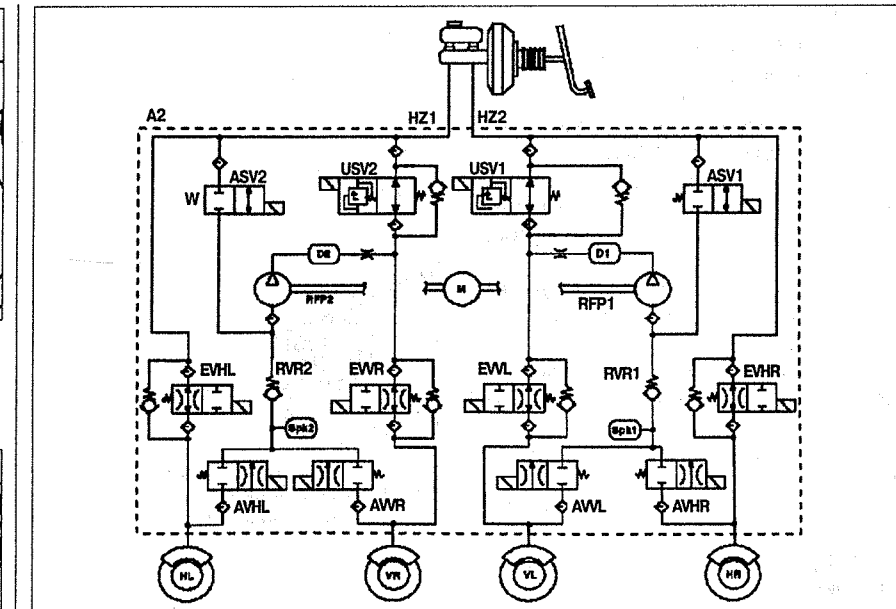 A2
HZ1
HZ2
ASV2
W
USV2
USV1
ASV1
D2
D1
M
RFP2
RFP1
EVHL
RVR2
EVVR
EVVL
RVR1
EVHR
Spk2
Spk1
AVHL
AVVR
AVVL
AVHR
HL
VR
VL
HR